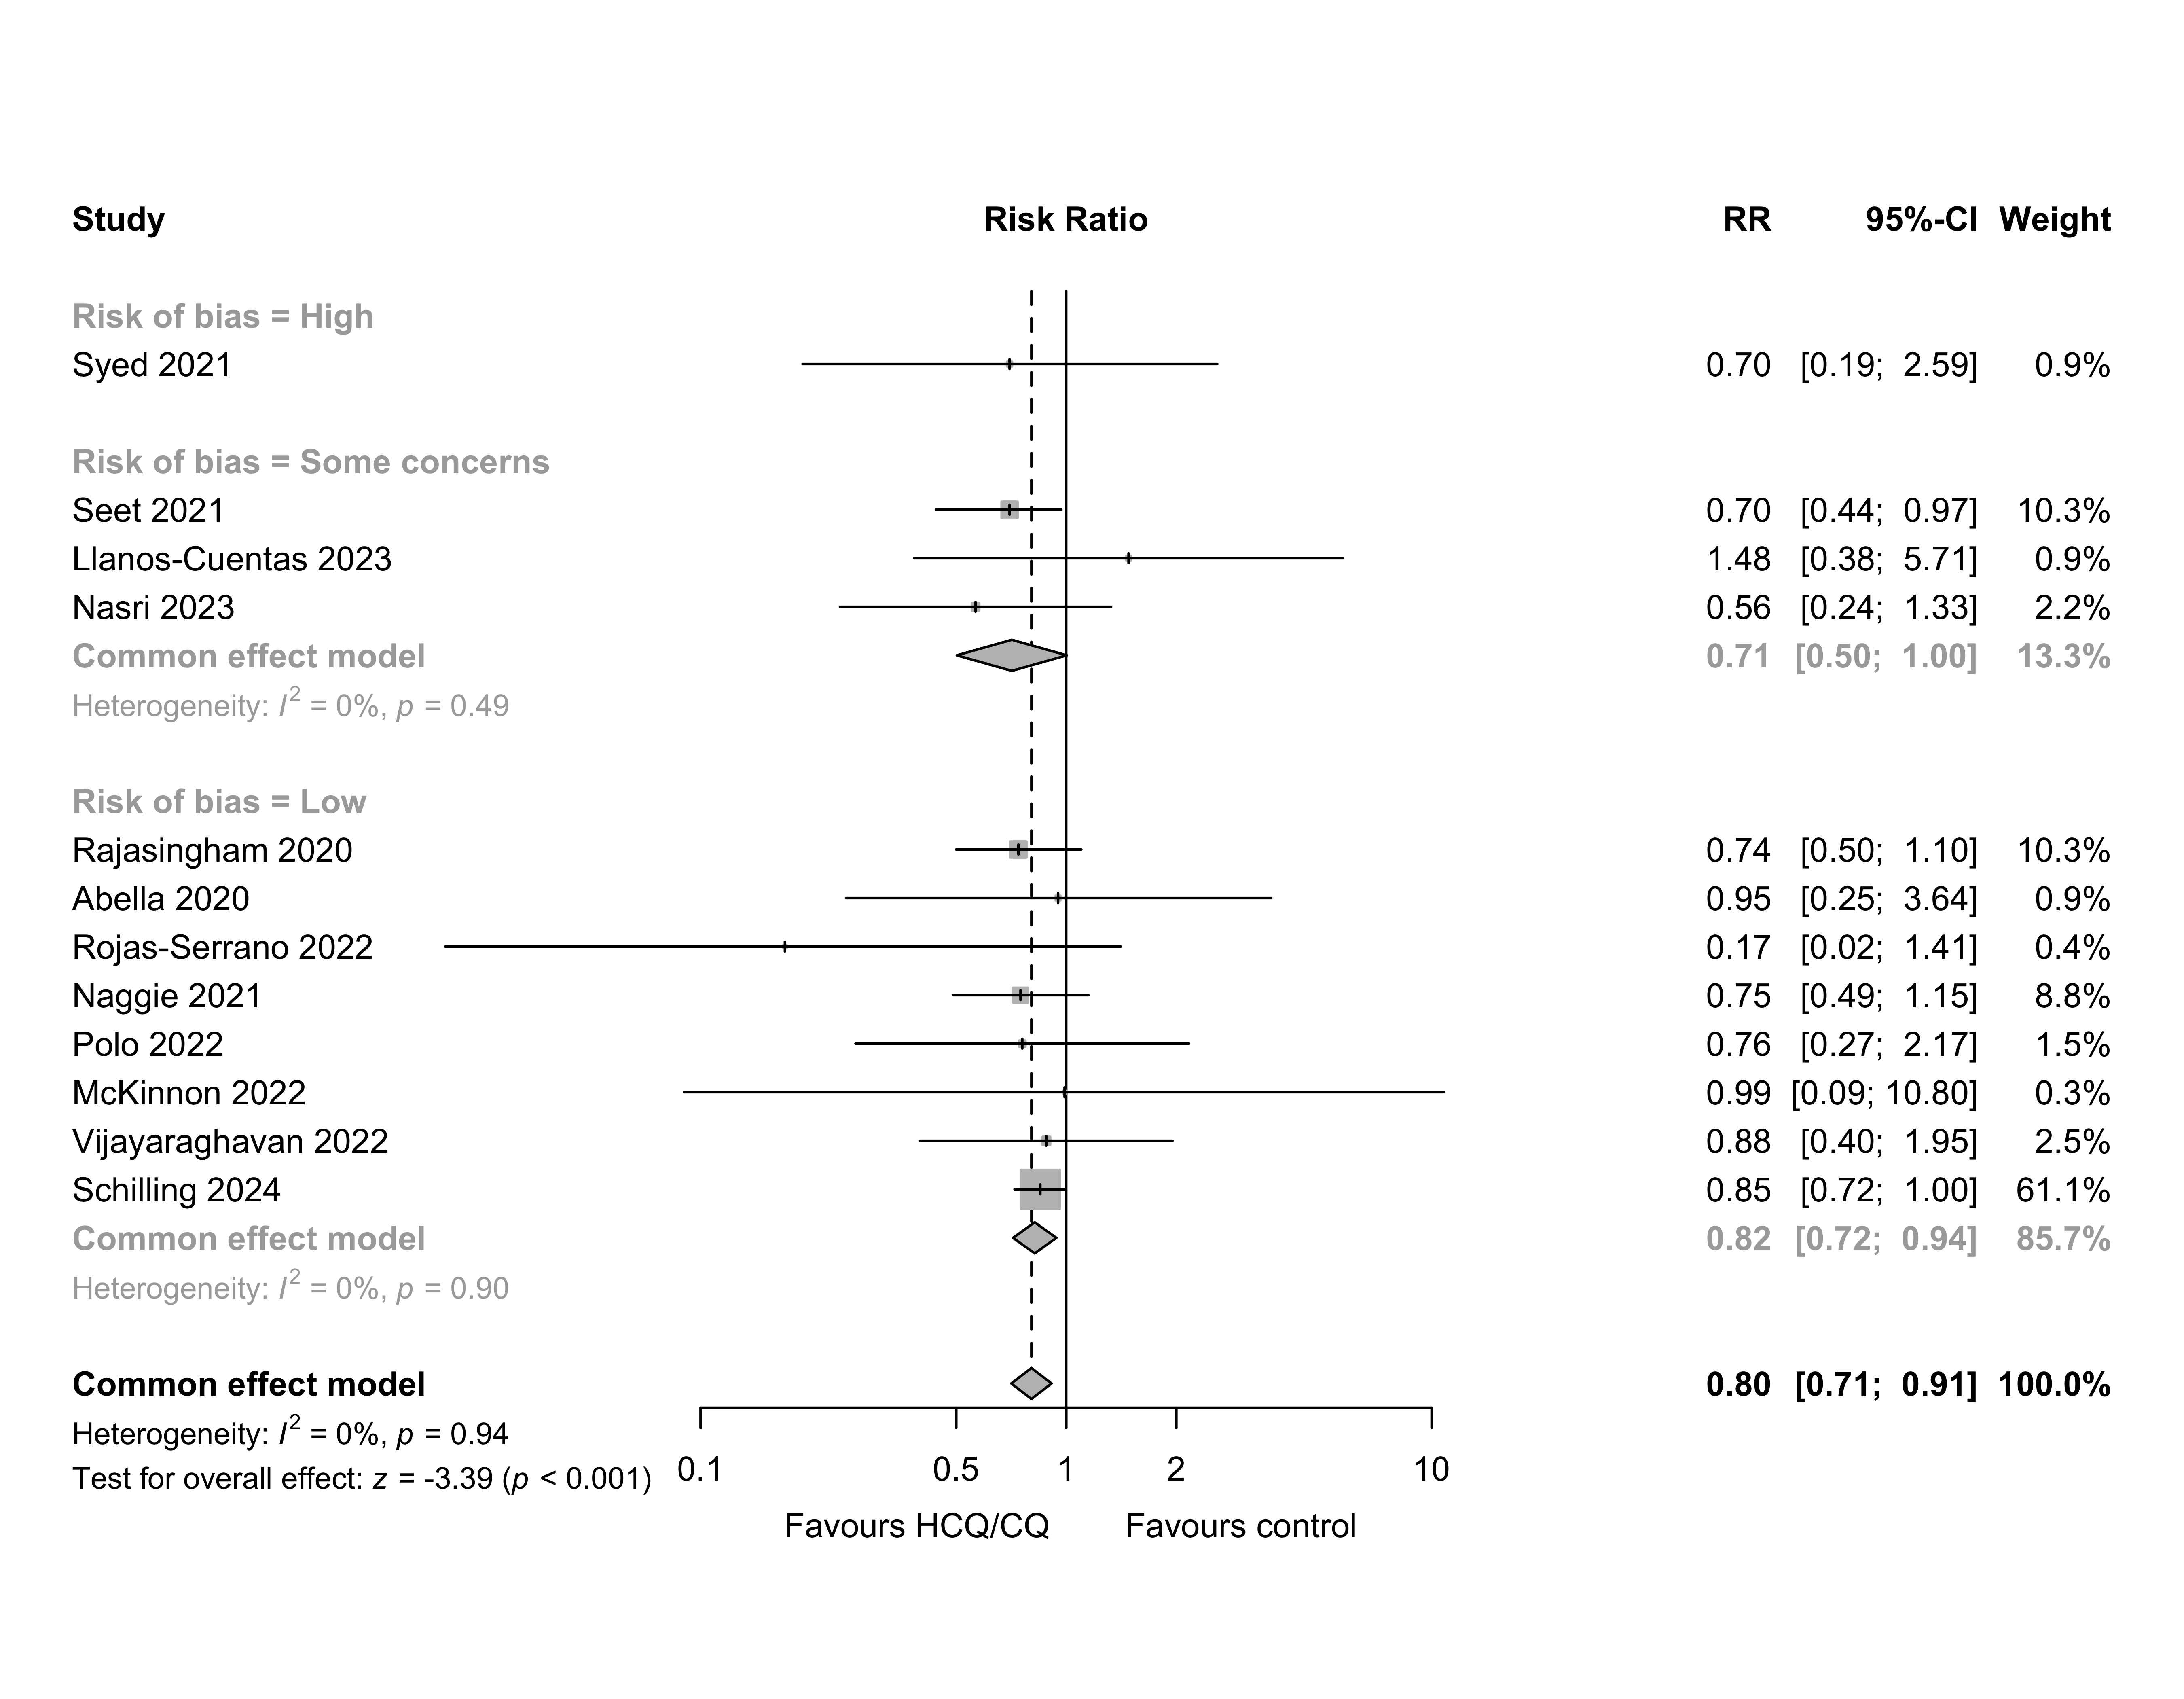 Study Risk Ratio RR 95%-CI Weight
Risk of bias = High
Syed 2021 0.70 [0.19; 2.59] 0.9%
Risk of bias = Some concerns
Seet 2021 0.70 [0.44; 0.97] 10.3%
Llanos-Cuentas 2023 1.48 [0.38; 5.71] 0.9%
Nasri 2023 0.56 [0.24; 1.33] 2.2%
Common effect model 0.71 [0.50; 1.00] 13.3%
Heterogeneity: I² = 0%, p = 0.49
Risk of bias = Low
Rajasingham 2020 0.74 [0.50; 1.10] 10.3%
Abella 2020 0.95 [0.25; 3.64] 0.9%
Rojas-Serrano 2022 0.17 [0.02; 1.41] 0.4%
Naggie 2021 0.75 [0.49; 1.15] 8.8%
Polo 2022 0.76 [0.27; 2.17] 1.5%
McKinnon 2022 0.99 [0.09; 10.80] 0.3%
Vijayaraghavan 2022 0.88 [0.40; 1.95] 2.5%
Schilling 2024 0.85 [0.72; 1.00] 61.1%
Common effect model 0.82 [0.72; 0.94] 85.7%
Heterogeneity: I² = 0%, p = 0.90
Common effect model 0.80 [0.71; 0.91] 100.0%
Heterogeneity: I² = 0%, p = 0.94
Test for overall effect: z = -3.39 (p < 0.001) 0.1 0.5 1 2 10
Favours HCQ/CQ Favours control